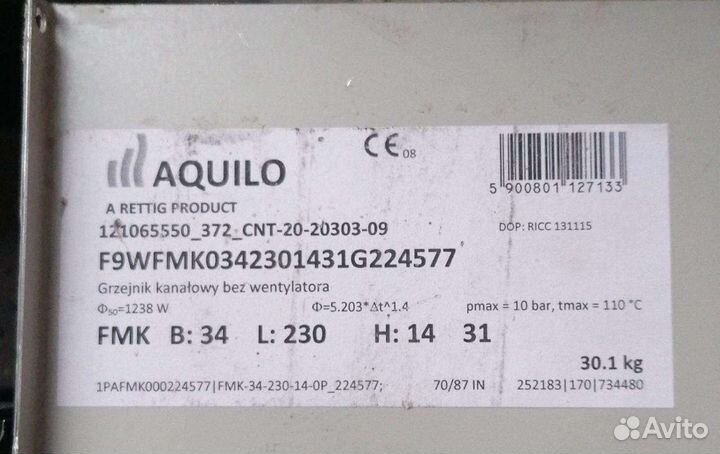 CE 08
AQUILO
5 900801 127133
A RETTIG PRODUCT
121065550_372_CNT-20-20303-09
DOP: RICC 131115
F9WFMK0342301431G224577
Grzejnik kanałowy bez wentylatora
Φ₅₀=1238 W Φ=5.203*Δt^1.4 pmax = 10 bar, tmax = 110 °C
FMK B: 34 L: 230 H: 14 31
30.1 kg
1PAFMK000224577|FMK-34-230-14-0P_224577; 70/87 IN 252183|170|734480
Avito